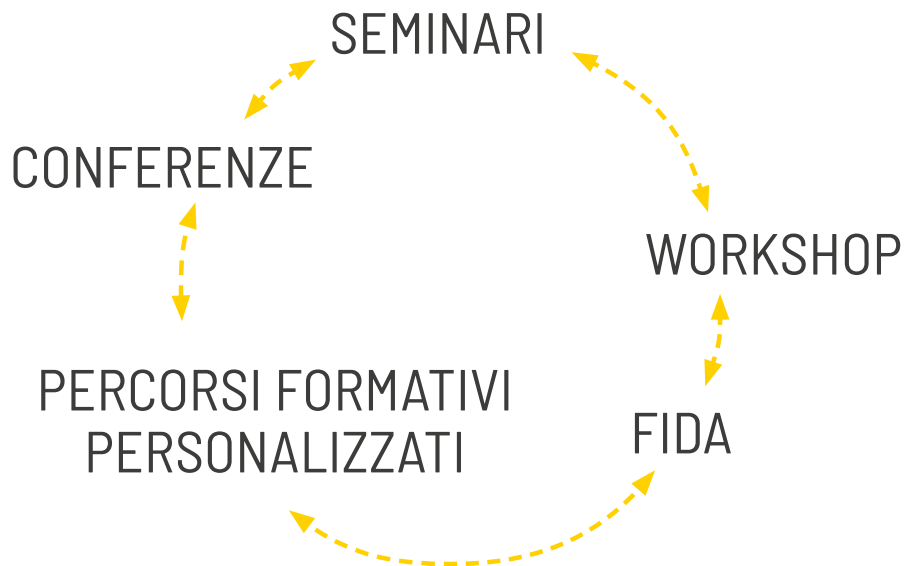 SEMINARI
CONFERENZE
WORKSHOP
PERCORSI FORMATIVI
PERSONALIZZATI
FIDA